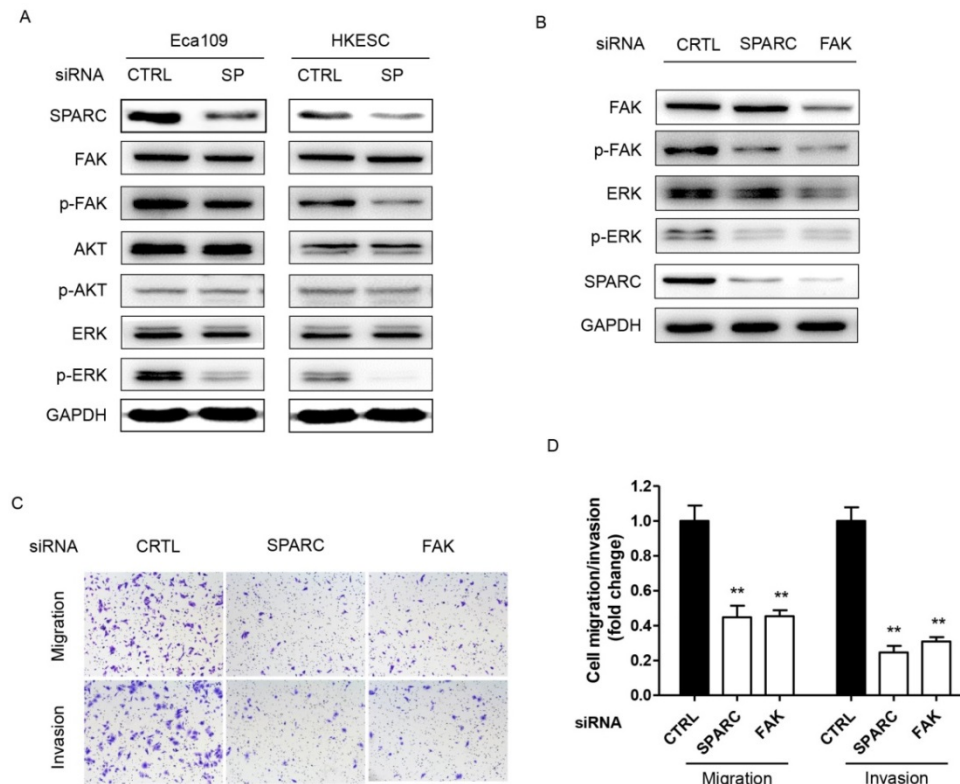 A
Eca109 HKESC
siRNA CTRL SP CTRL SP
SPARC
FAK
p-FAK
AKT
p-AKT
ERK
p-ERK
GAPDH
B
siRNA CRTL SPARC FAK
FAK
p-FAK
ERK
p-ERK
SPARC
GAPDH
C
siRNA CRTL SPARC FAK
Migration
Invasion
D
Cell migration/invasion
(fold change)
1.2
1.0
0.8
0.6
0.4
0.2
0.0
** ** ** **
siRNA CTRL SPARC FAK CTRL SPARC FAK
Migration Invasion